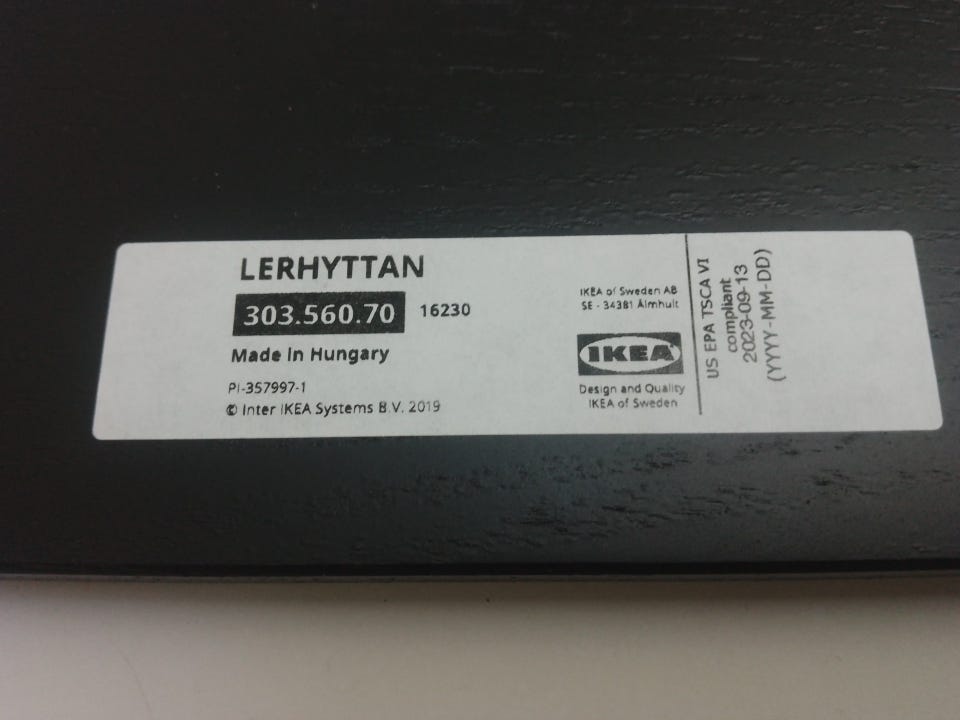 LERHYTTAN
303.560.70 16230
Made in Hungary
PI-357997-1
© Inter IKEA Systems B.V. 2019
IKEA of Sweden AB
SE - 34381 Älmhult
IKEA
Design and Quality
IKEA of Sweden
US EPA TSCA VI
compliant
2023-09-13
(YYYY-MM-DD)